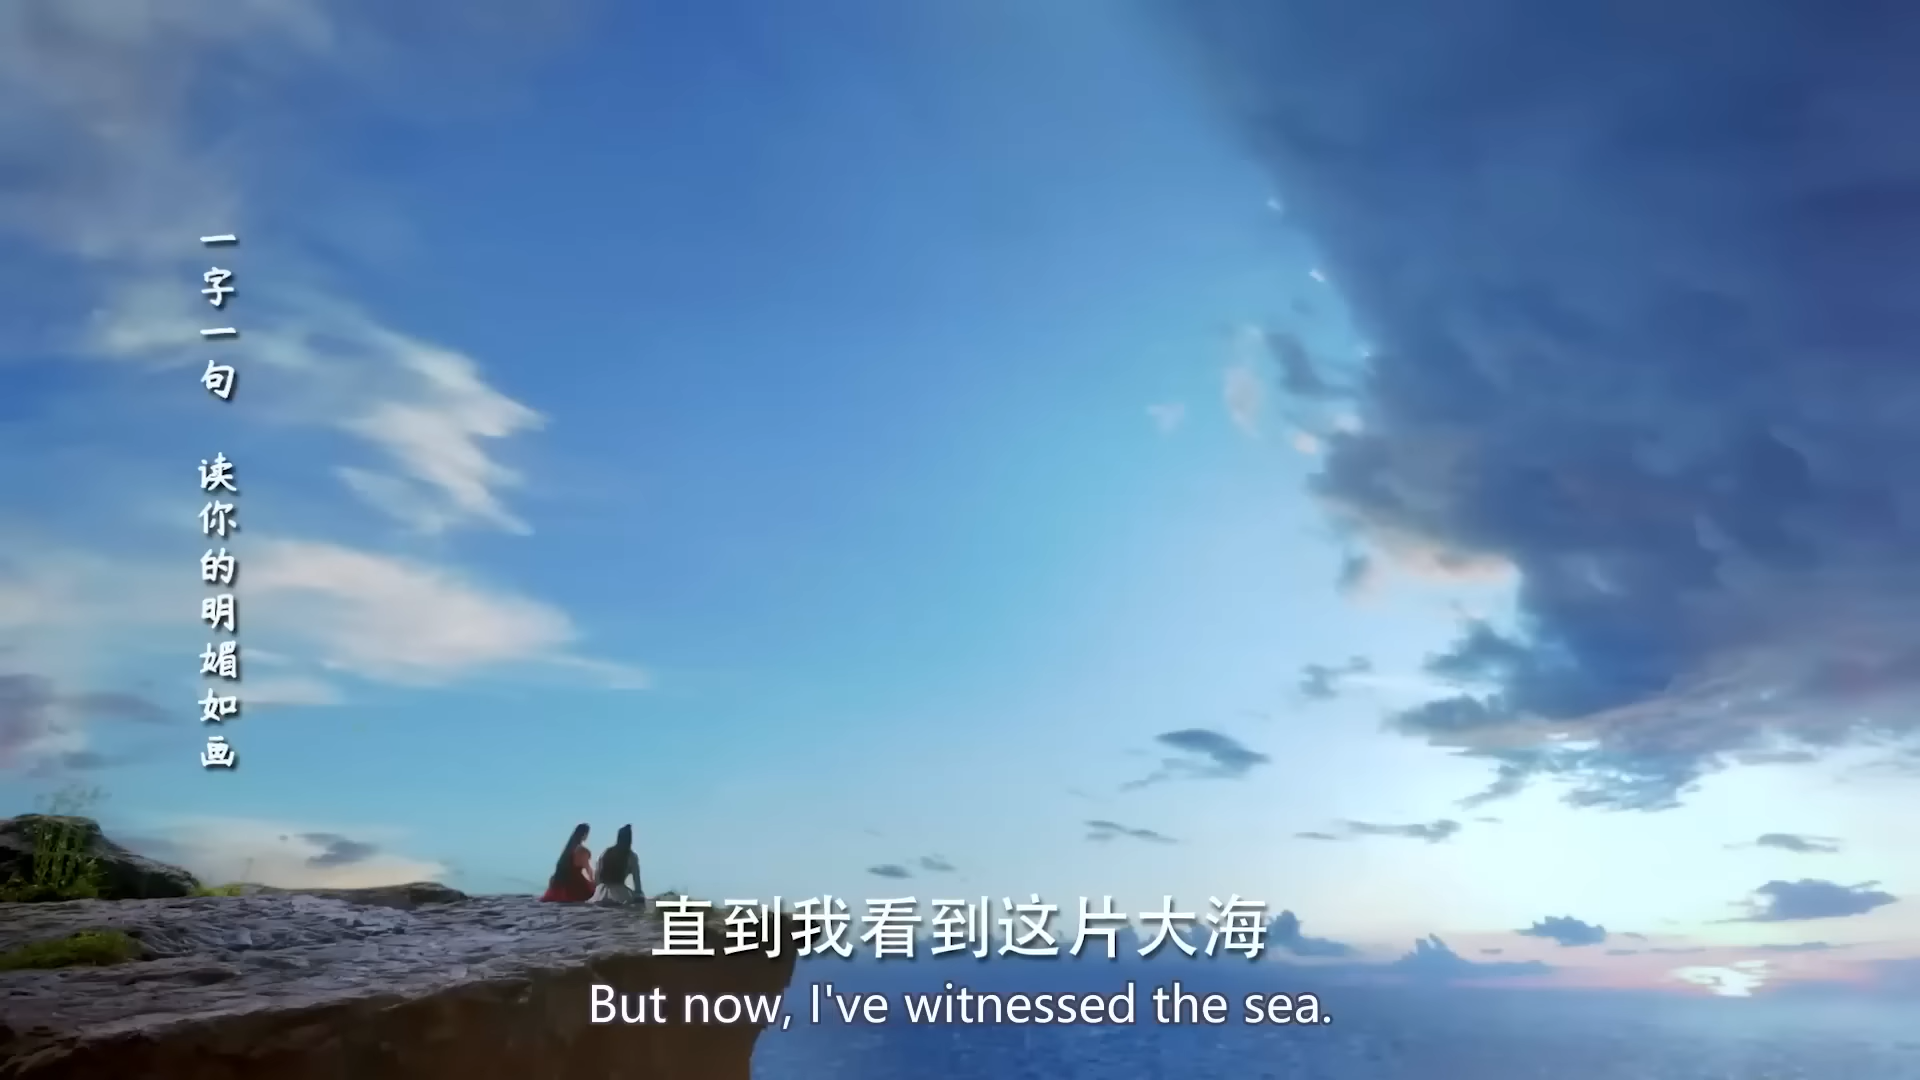 一字一句 读你的明媚如画
直到我看到这片大海
But now, I've witnessed the sea.